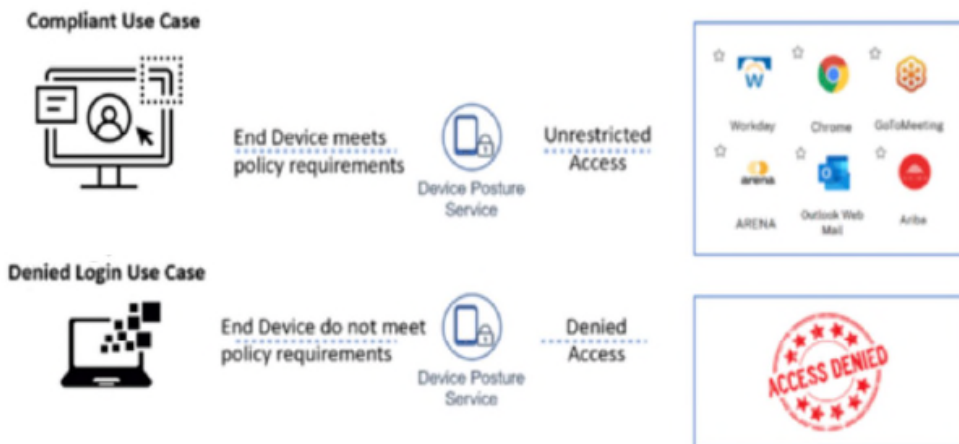 Compliant Use Case
End Device meets
policy requirements
Device Posture
Service
Unrestricted
Access
W
Workday
Chrome
GoToMeeting
arena
O
ARENA
Outlook Web
Mail
Ariba
Denied Login Use Case
End Device do not meet
policy requirements
Device Posture
Service
Denied
Access
ACCESS DENIED